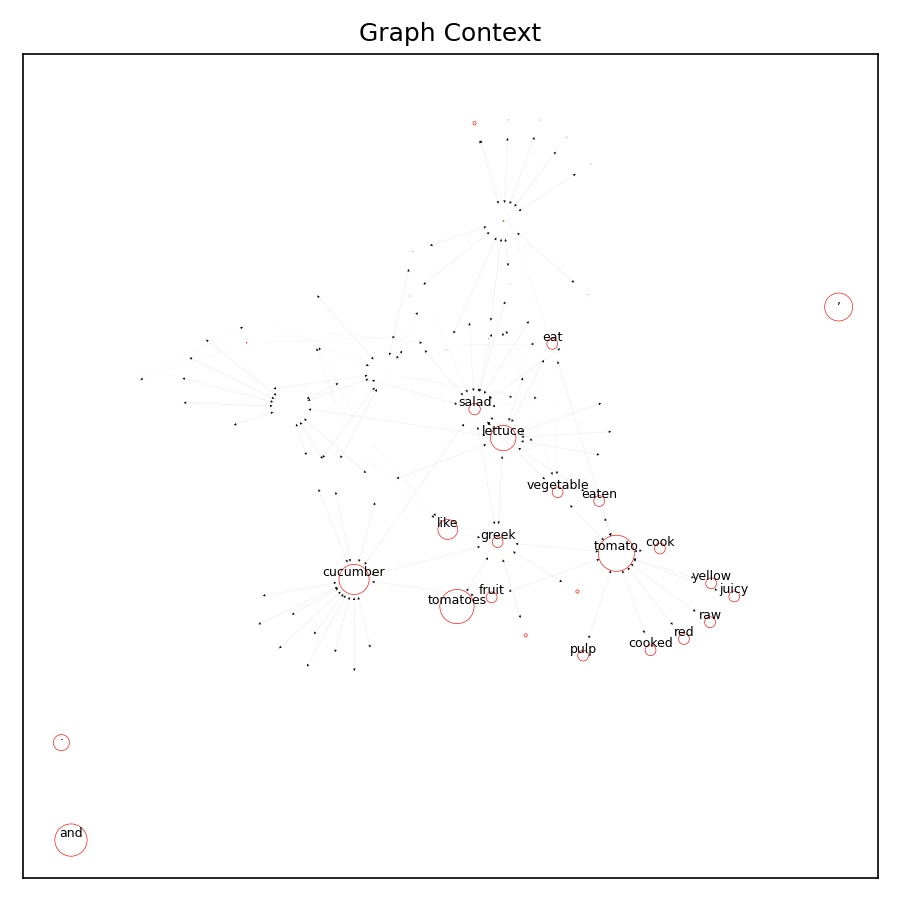 Graph Context
,
eat
salad
lettuce
vegetable
eaten
like
greek
tomato
cook
cucumber
yellow
juicy
fruit
tomatoes
raw
red
cooked
pulp
-
and